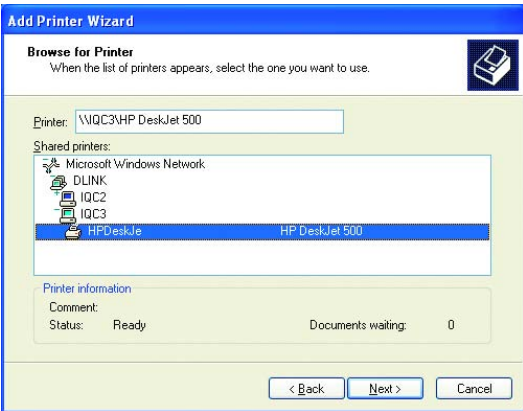 Add Printer Wizard
Browse for Printer
When the list of printers appears, select the one you want to use.
Printer: \\IQC3\HP DeskJet 500
Shared printers:
Microsoft Windows Network
DLINK
IQC2
IQC3
HPDeskJe HP DeskJet 500
Printer information
Comment:
Status: Ready Documents waiting: 0
< Back Next > Cancel